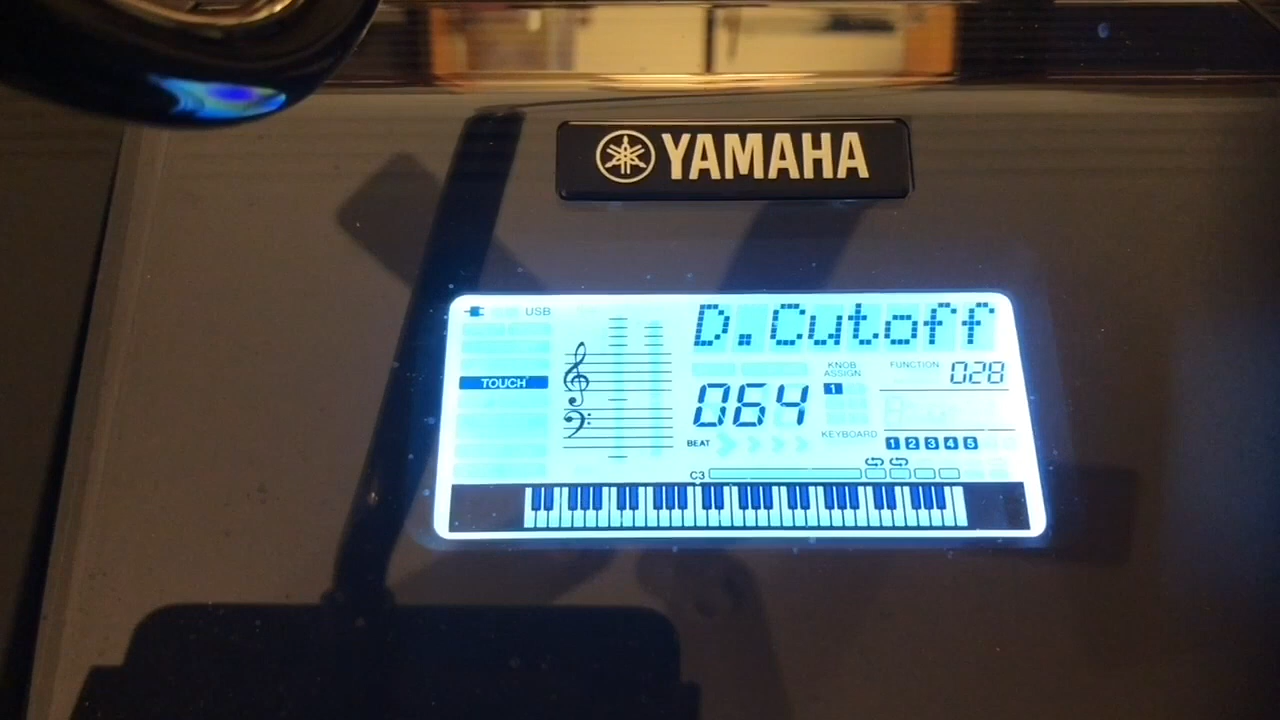 YAMAHA
USB
D.Cutoff
TOUCH
KNOB ASSIGN
1
FUNCTION 028
064
KEYBOARD 1 2 3 4 5
BEAT
C3